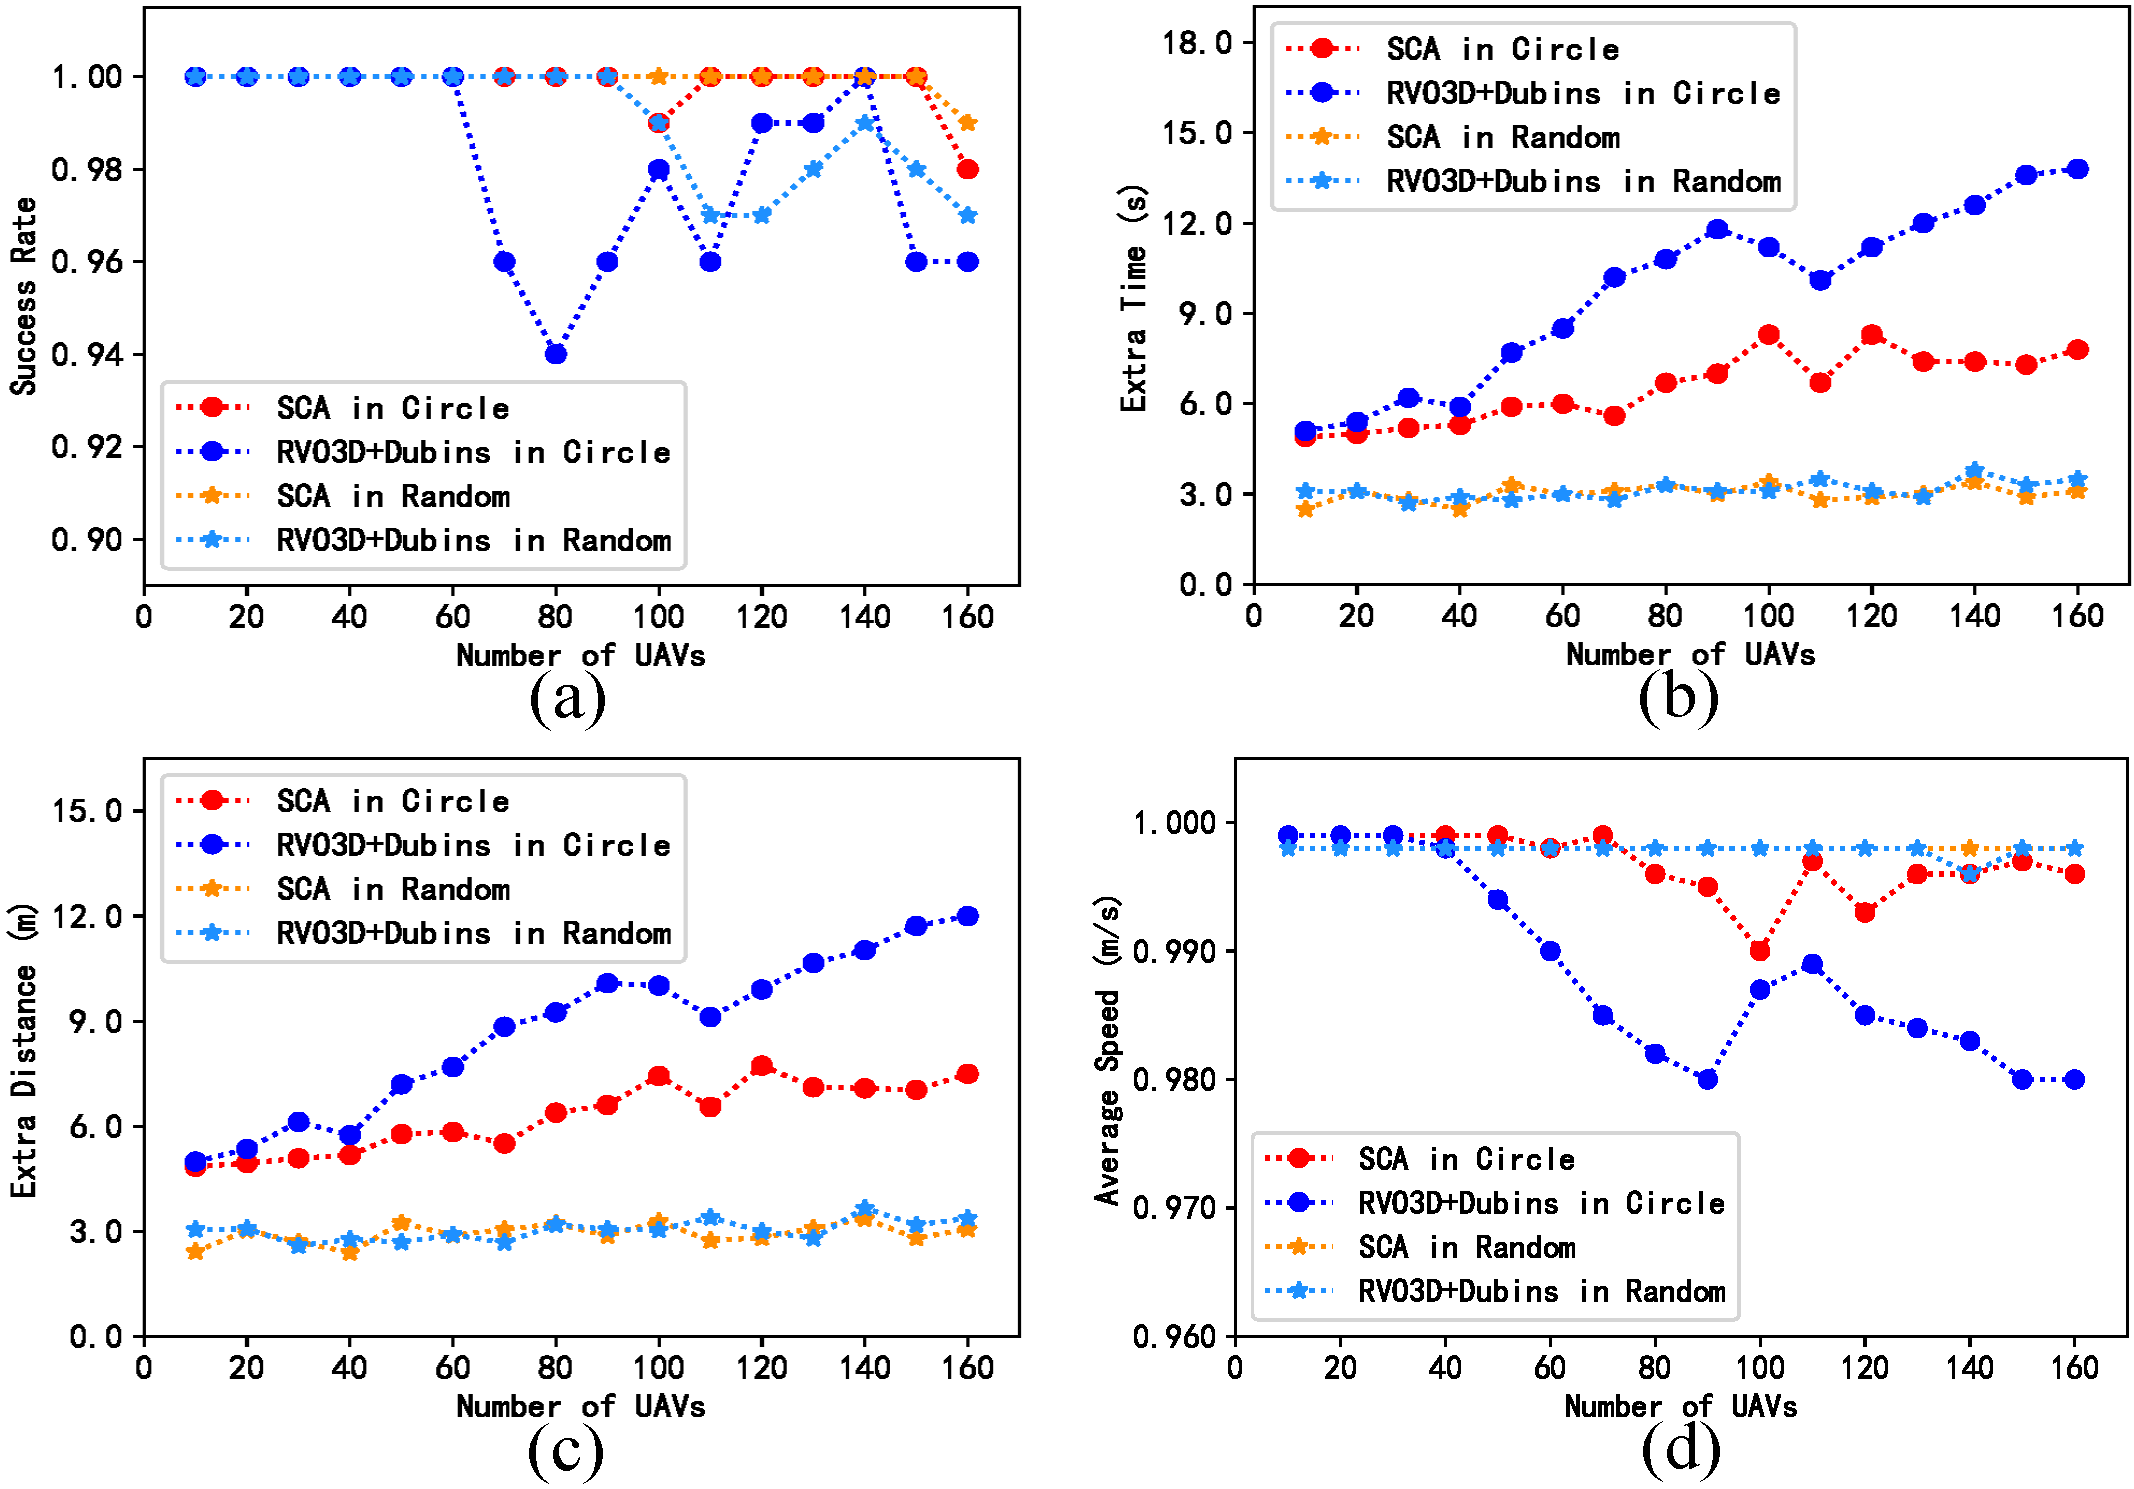 1.00
0.98
0.96
0.94
0.92
0.90
Success Rate
SCA in Circle
RVO3D+Dubins in Circle
SCA in Random
RVO3D+Dubins in Random
0 20 40 60 80 100 120 140 160
Number of UAVs
(a)
18.0
15.0
12.0
9.0
6.0
3.0
0.0
Extra Time (s)
SCA in Circle
RVO3D+Dubins in Circle
SCA in Random
RVO3D+Dubins in Random
0 20 40 60 80 100 120 140 160
Number of UAVs
(b)
15.0
12.0
9.0
6.0
3.0
0.0
Extra Distance (m)
SCA in Circle
RVO3D+Dubins in Circle
SCA in Random
RVO3D+Dubins in Random
0 20 40 60 80 100 120 140 160
Number of UAVs
(c)
1.000
0.990
0.980
0.970
0.960
Average Speed (m/s)
SCA in Circle
RVO3D+Dubins in Circle
SCA in Random
RVO3D+Dubins in Random
0 20 40 60 80 100 120 140 160
Number of UAVs
(d)